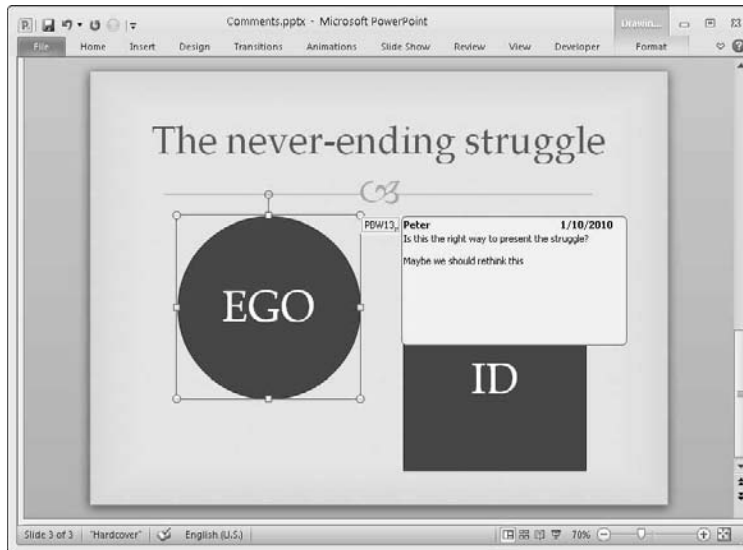 Comments.pptx - Microsoft PowerPoint
File Home Insert Design Transitions Animations Slide Show Review View Developer Format
The never-ending struggle
EGO
PBW13
Peter 1/10/2010
Is this the right way to present the struggle?
Maybe we should rethink this
ID
Slide 3 of 3 "Hardcover" English (U.S.) 70%